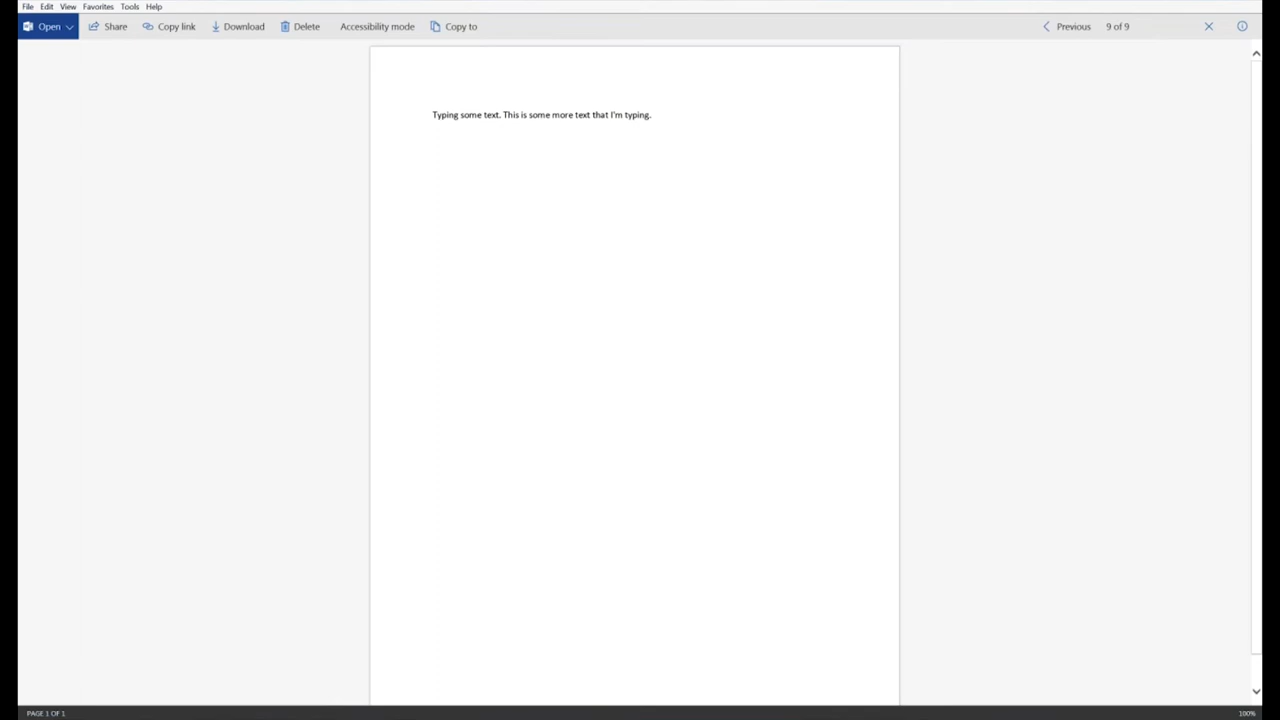 File Edit View Favorites Tools Help
Open Share Copy link Download Delete Accessibility mode Copy to Previous 9 of 9
Typing some text. This is some more text that I'm typing.
PAGE 1 OF 1 100%